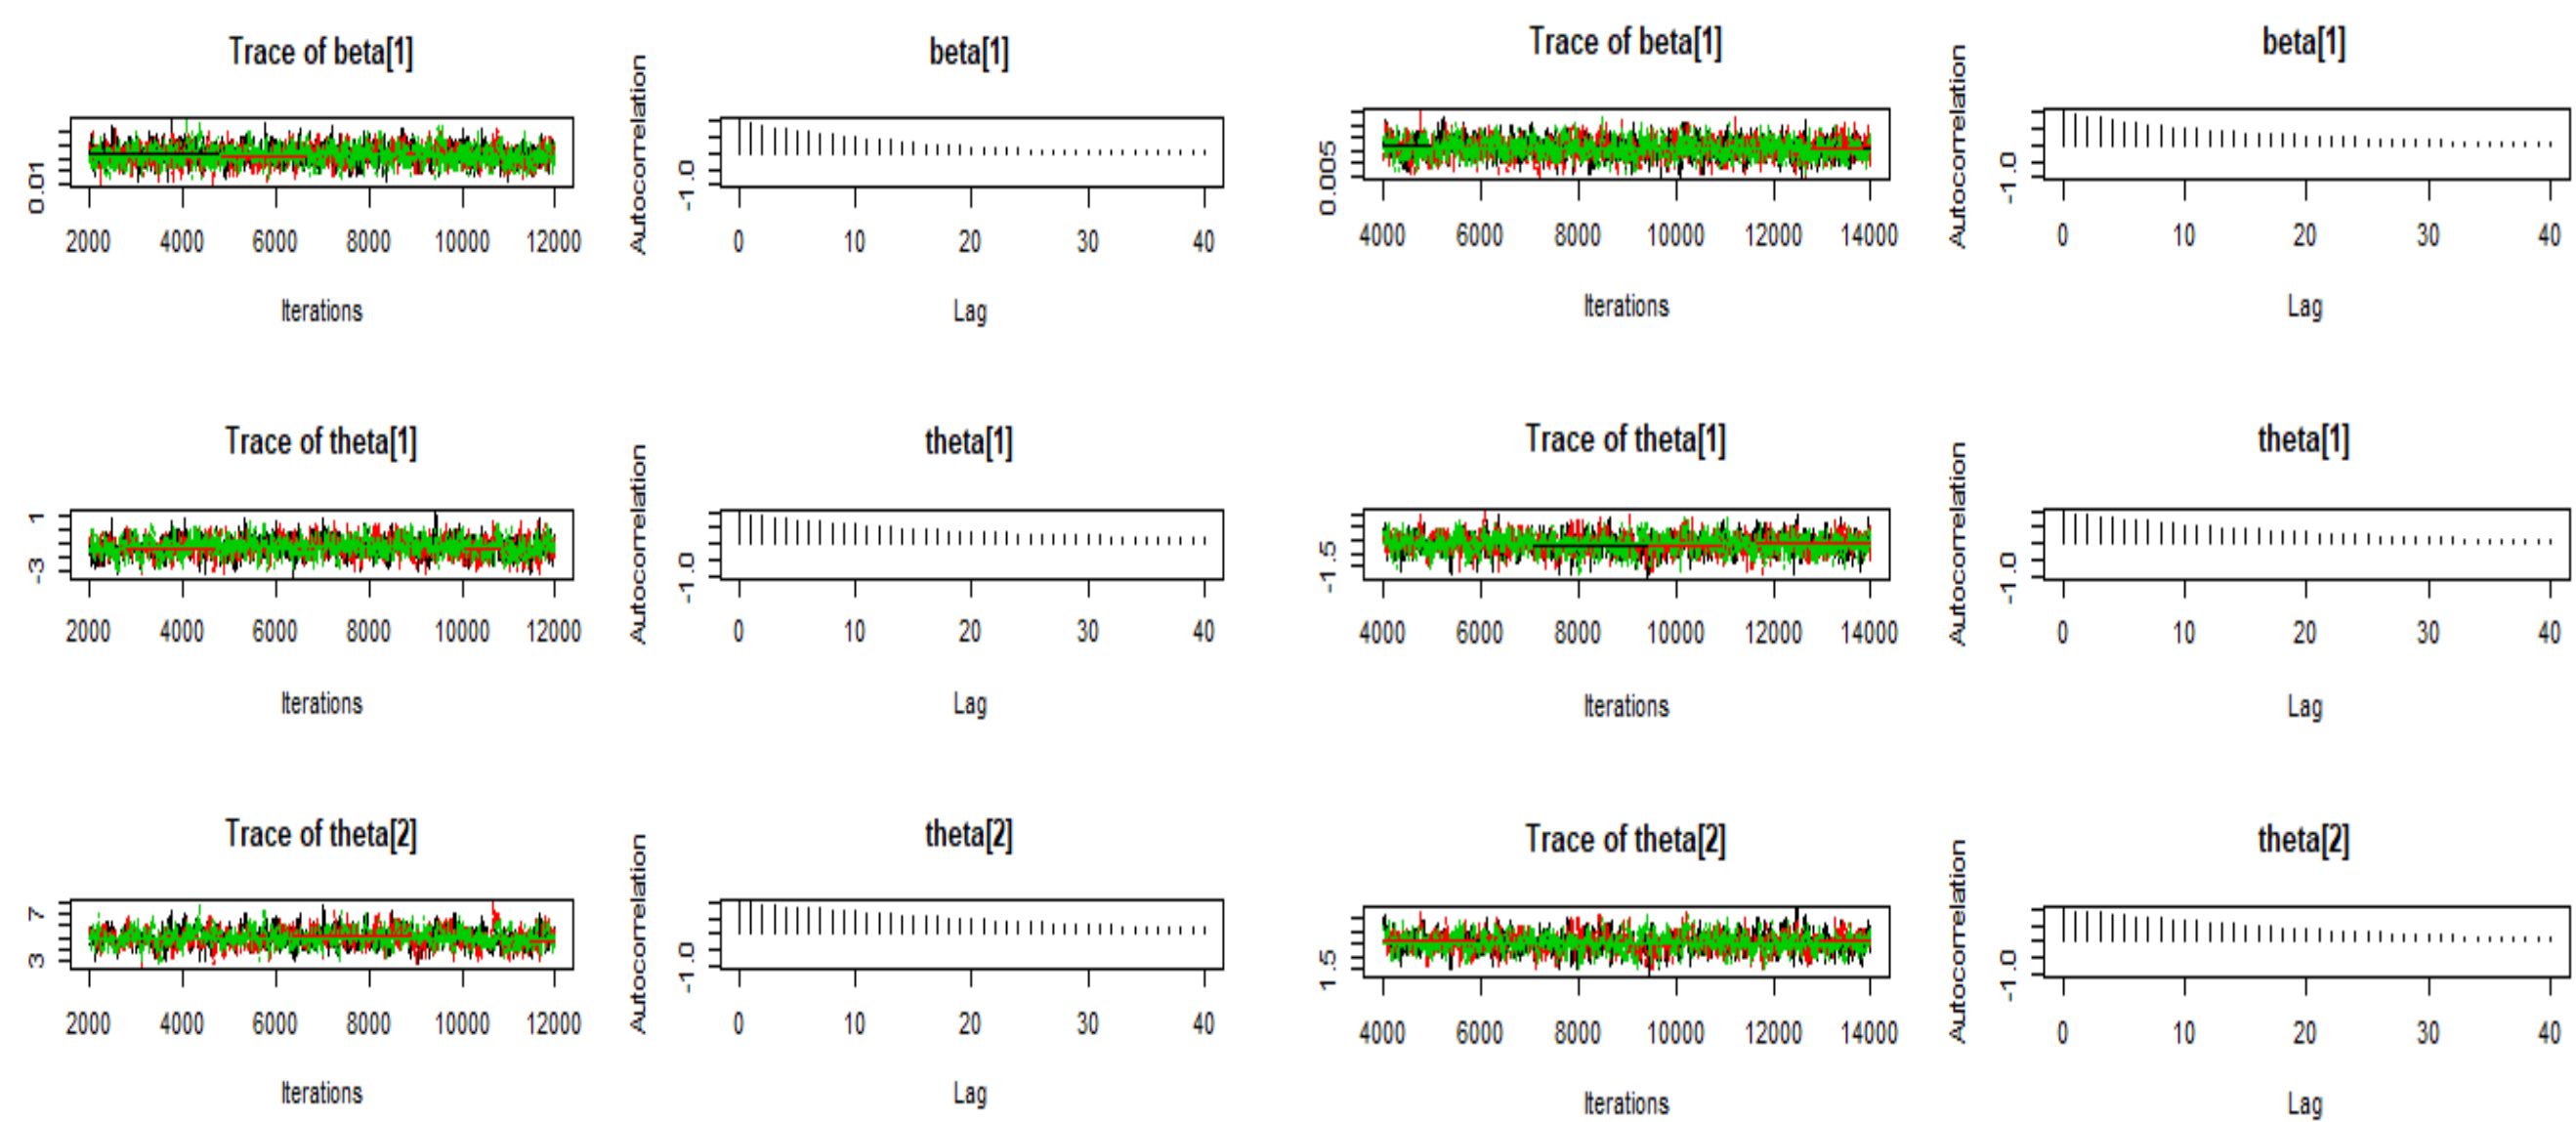 Trace of beta[1]
0.01
2000 4000 6000 8000 10000 12000
Iterations
beta[1]
Autocorrelation
-1.0
0 10 20 30 40
Lag
Trace of beta[1]
0.005
4000 6000 8000 10000 12000 14000
Iterations
beta[1]
Autocorrelation
-1.0
0 10 20 30 40
Lag
Trace of theta[1]
1
-3
2000 4000 6000 8000 10000 12000
Iterations
theta[1]
Autocorrelation
-1.0
0 10 20 30 40
Lag
Trace of theta[1]
-1.5
4000 6000 8000 10000 12000 14000
Iterations
theta[1]
Autocorrelation
-1.0
0 10 20 30 40
Lag
Trace of theta[2]
7
3
2000 4000 6000 8000 10000 12000
Iterations
theta[2]
Autocorrelation
-1.0
0 10 20 30 40
Lag
Trace of theta[2]
1.5
4000 6000 8000 10000 12000 14000
Iterations
theta[2]
Autocorrelation
-1.0
0 10 20 30 40
Lag